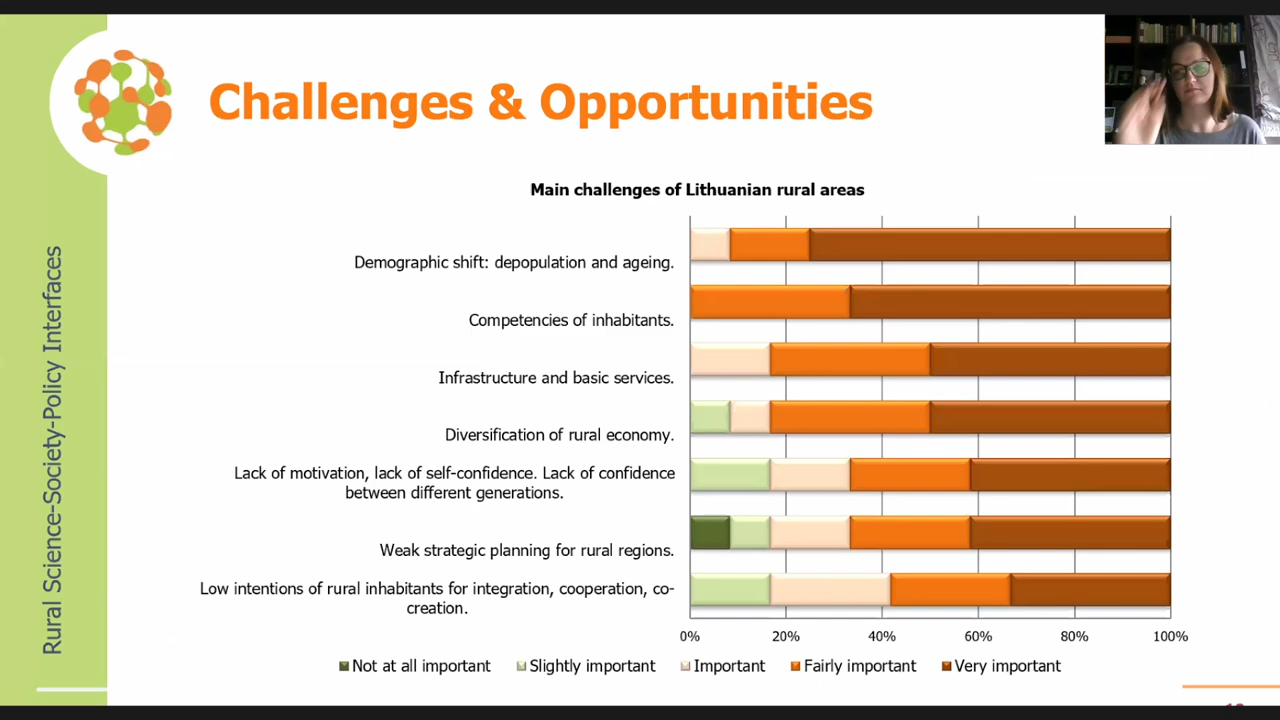 Challenges & Opportunities
Rural Science-Society-Policy Interfaces
Main challenges of Lithuanian rural areas
Demographic shift: depopulation and ageing.
Competencies of inhabitants.
Infrastructure and basic services.
Diversification of rural economy.
Lack of motivation, lack of self-confidence. Lack of confidence
between different generations.
Weak strategic planning for rural regions.
Low intentions of rural inhabitants for integration, cooperation, co-
creation.
0% 20% 40% 60% 80% 100%
Not at all important Slightly important Important Fairly important Very important